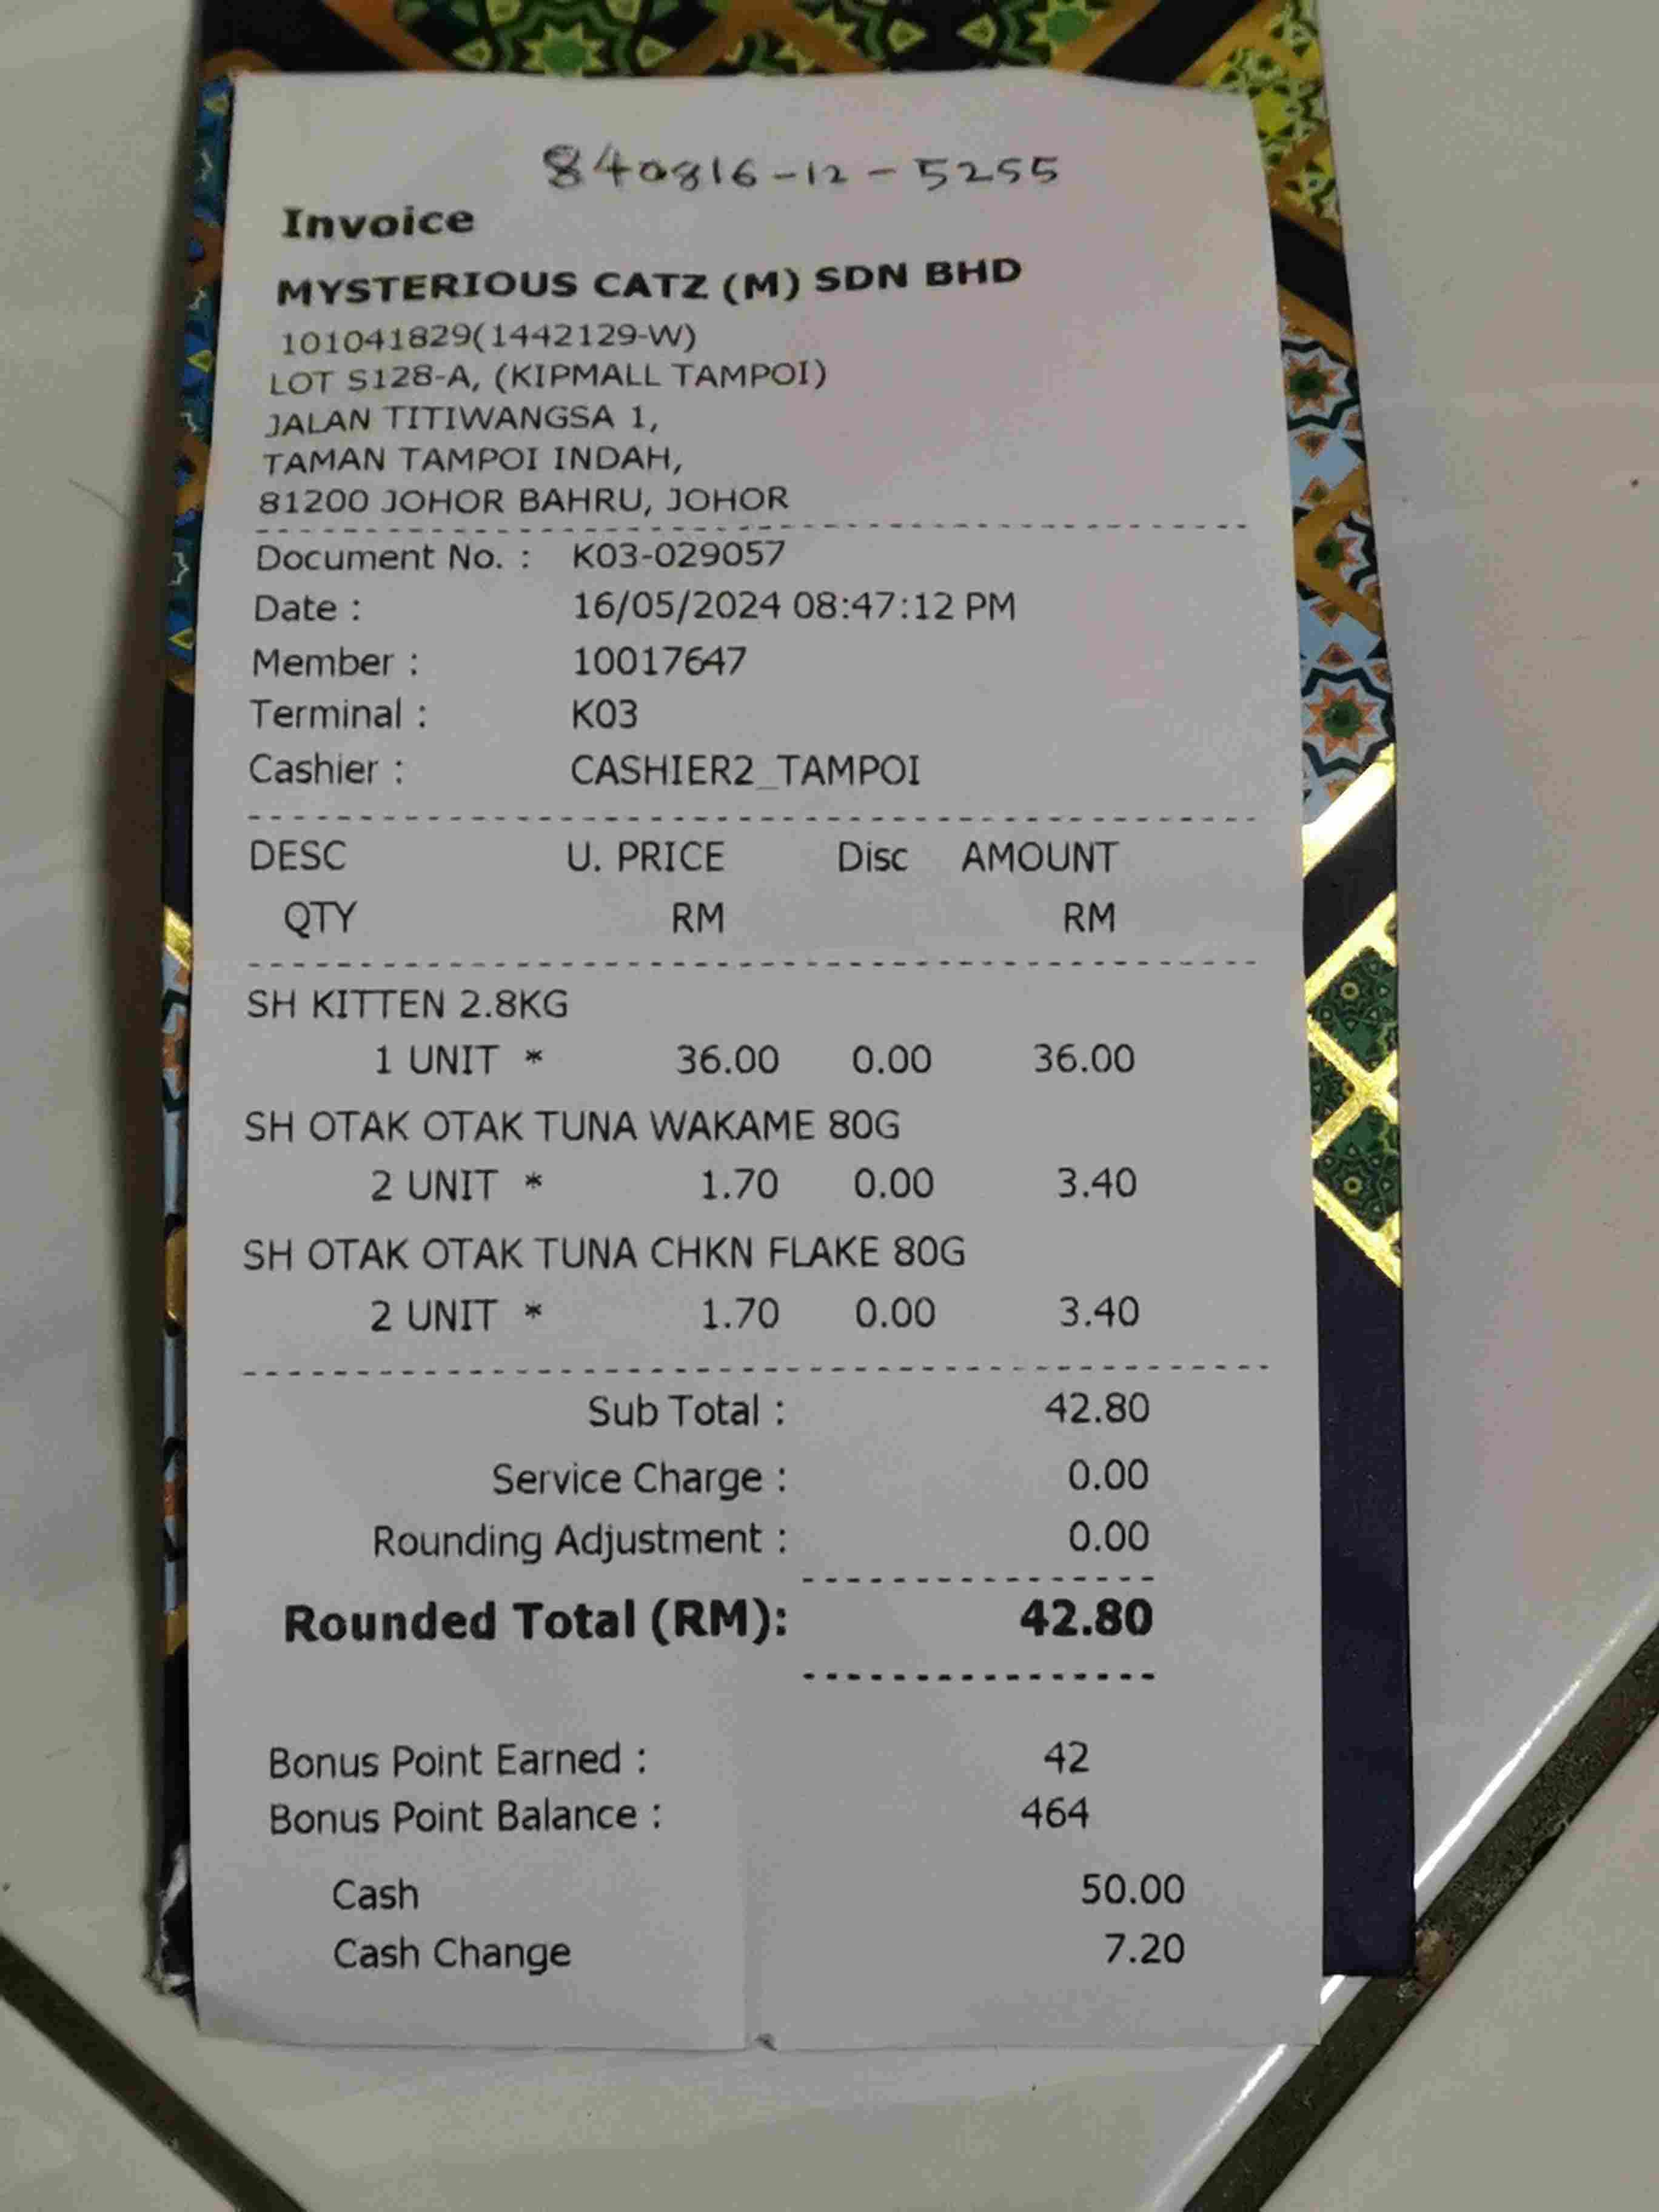 840816-12-5255
Invoice
MYSTERIOUS CATZ (M) SDN BHD
101041829(1442129-W)
LOT S128-A, (KIPMALL TAMPOI)
JALAN TITIWANGSA 1,
TAMAN TAMPOI INDAH,
81200 JOHOR BAHRU, JOHOR
Document No. : K03-029057
Date : 16/05/2024 08:47:12 PM
Member : 10017647
Terminal : K03
Cashier : CASHIER2_TAMPOI
DESC U. PRICE Disc AMOUNT
QTY RM RM
SH KITTEN 2.8KG
1 UNIT * 36.00 0.00 36.00
SH OTAK OTAK TUNA WAKAME 80G
2 UNIT * 1.70 0.00 3.40
SH OTAK OTAK TUNA CHKN FLAKE 80G
2 UNIT * 1.70 0.00 3.40
Sub Total : 42.80
Service Charge : 0.00
Rounding Adjustment : 0.00
Rounded Total (RM): 42.80
Bonus Point Earned : 42
Bonus Point Balance : 464
Cash 50.00
Cash Change 7.20